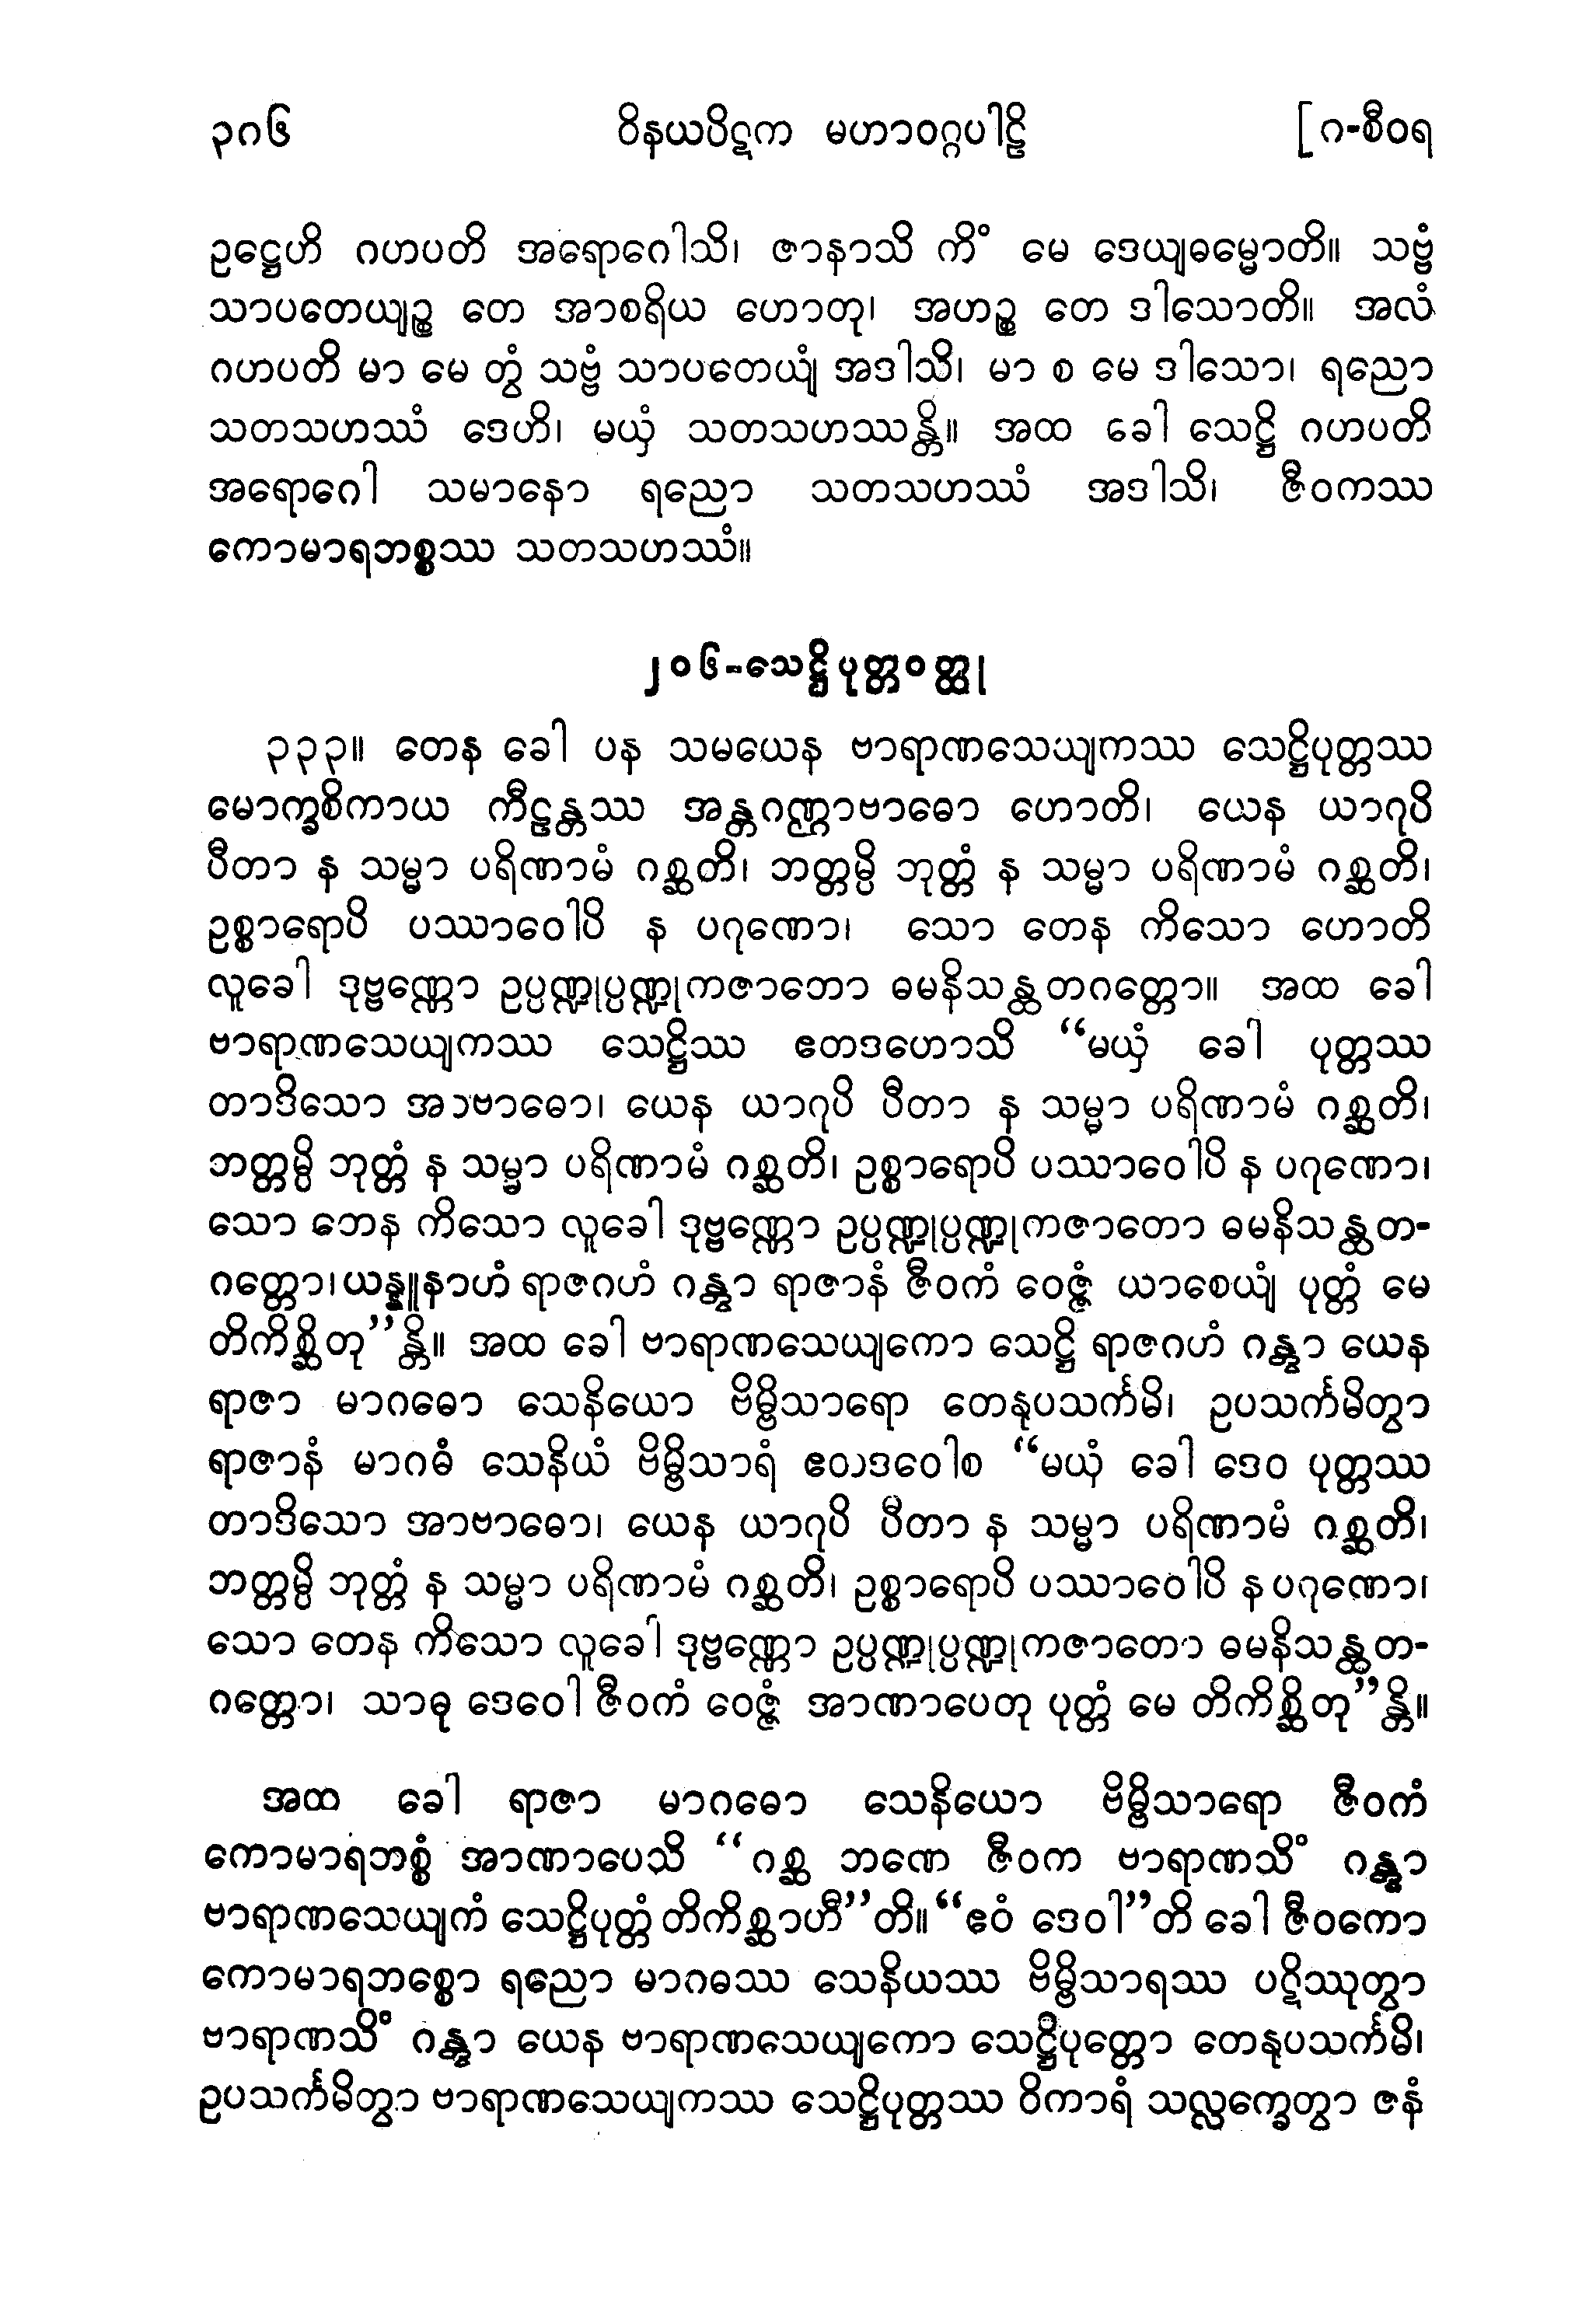 ၃၈၆ ဝိနယပိဋက မဟာဝဂ္ဂပါဠိ [ ၈-စီဝရ
ဥဋ္ဌေဟိ ဂဟပတိ အရောဂေါသိ၊ ဇာနာသိ ကိံ မေ ဒေယျဓမ္မောတိ။ သဗ္ဗံ
သာပတေယျဉ္စ တေ အာစရိယ ဟောတု၊ အဟဉ္စ တေ ဒါသောတိ။ အလံ
ဂဟပတိ မာ မေ တွံ သဗ္ဗံ သာပတေယျံ အဒါသိ၊ မာ စ မေ ဒါသော၊ ရညော
သတသဟဿံ ဒေဟိ၊ မယှံ သတသဟဿန္တိ။ အထ ခေါ သေဋ္ဌိ ဂဟပတိ
အရောဂေါ သမာနော ရညော သတသဟဿံ အဒါသိ၊ ဇီဝကဿ
ကောမာရဘစ္စဿ သတသဟဿံ။
၂၀၆-သေဋ္ဌိပုတ္တဝတ္ထု
၃၃၃။ တေန ခေါ ပန သမယေန ဗာရာဏသေယျကဿ သေဋ္ဌိပုတ္တဿ
မောက္ခစိကာယ ကီဠန္တဿ အန္တဂဏ္ဌာဗာဓော ဟောတိ၊ ယေန ယာဂုပိ
ပီတာ န သမ္မာ ပရိဏာမံ ဂစ္ဆတိ၊ ဘတ္တမ္ပိ ဘုတ္တံ န သမ္မာ ပရိဏာမံ ဂစ္ဆတိ၊
ဥစ္စာရောပိ ပဿာဝေါပိ န ပဂုဏော၊ သော တေန ကိသော ဟောတိ
လူခေါ ဒုဗ္ဗဏ္ဏော ဥပ္ပဏ္ဍုပ္ပဏ္ဍုကဇာတော ဓမနိသန္ထတဂတ္တော။ အထ ခေါ
ဗာရာဏသေယျကဿ သေဋ္ဌိဿ ဧတဒဟောသိ “မယှံ ခေါ ပုတ္တဿ
တာဒိသော အာဗာဓော၊ ယေန ယာဂုပိ ပီတာ န သမ္မာ ပရိဏာမံ ဂစ္ဆတိ၊
ဘတ္တမ္ပိ ဘုတ္တံ န သမ္မာ ပရိဏာမံ ဂစ္ဆတိ၊ ဥစ္စာရောပိ ပဿာဝေါပိ န ပဂုဏော၊
သော တေန ကိသော လူခေါ ဒုဗ္ဗဏ္ဏော ဥပ္ပဏ္ဍုပ္ပဏ္ဍုကဇာတော ဓမနိသန္ထတ-
ဂတ္တော၊ ယန္နူနာဟံ ရာဇဂဟံ ဂန္တွာ ရာဇာနံ ဇီဝကံ ဝေဇ္ဇံ ယာစေယျံ ပုတ္တံ မေ
တိကိစ္ဆိတု”န္တိ။ အထ ခေါ ဗာရာဏသေယျကော သေဋ္ဌိ ရာဇဂဟံ ဂန္တွာ ယေန
ရာဇာ မာဂဓော သေနိယော ဗိမ္ဗိသာရော တေနုပသင်္ကမိ၊ ဥပသင်္ကမိတွာ
ရာဇာနံ မာဂဓံ သေနိယံ ဗိမ္ဗိသာရံ ဧတဒဝေါစ “မယှံ ခေါ ဒေဝ ပုတ္တဿ
တာဒိသော အာဗာဓော၊ ယေန ယာဂုပိ ပီတာ န သမ္မာ ပရိဏာမံ ဂစ္ဆတိ၊
ဘတ္တမ္ပိ ဘုတ္တံ န သမ္မာ ပရိဏာမံ ဂစ္ဆတိ၊ ဥစ္စာရောပိ ပဿာဝေါပိ န ပဂုဏော၊
သော တေန ကိသော လူခေါ ဒုဗ္ဗဏ္ဏော ဥပ္ပဏ္ဍုပ္ပဏ္ဍုကဇာတော ဓမနိသန္ထတ-
ဂတ္တော၊ သာဓု ဒေဝေါ ဇီဝကံ ဝေဇ္ဇံ အာဏာပေတု ပုတ္တံ မေ တိကိစ္ဆိတု”န္တိ။
အထ ခေါ ရာဇာ မာဂဓော သေနိယော ဗိမ္ဗိသာရော ဇီဝကံ
ကောမာရဘစ္စံ အာဏာပေသိ “ဂစ္ဆ ဘဏေ ဇီဝက ဗာရာဏသိံ ဂန္တွာ
ဗာရာဏသေယျကံ သေဋ္ဌိပုတ္တံ တိကိစ္ဆာဟီ”တိ။ “ဧဝံ ဒေဝါ”တိ ခေါ ဇီဝကော
ကောမာရဘစ္စော ရညော မာဂဓဿ သေနိယဿ ဗိမ္ဗိသာရဿ ပဋိဿုတွာ
ဗာရာဏသိံ ဂန္တွာ ယေန ဗာရာဏသေယျကော သေဋ္ဌိပုတ္တော တေနုပသင်္ကမိ၊
ဥပသင်္ကမိတွာ ဗာရာဏသေယျကဿ သေဋ္ဌိပုတ္တဿ ဝိကာရံ သလ္လက္ခေတွာ ဇနံ